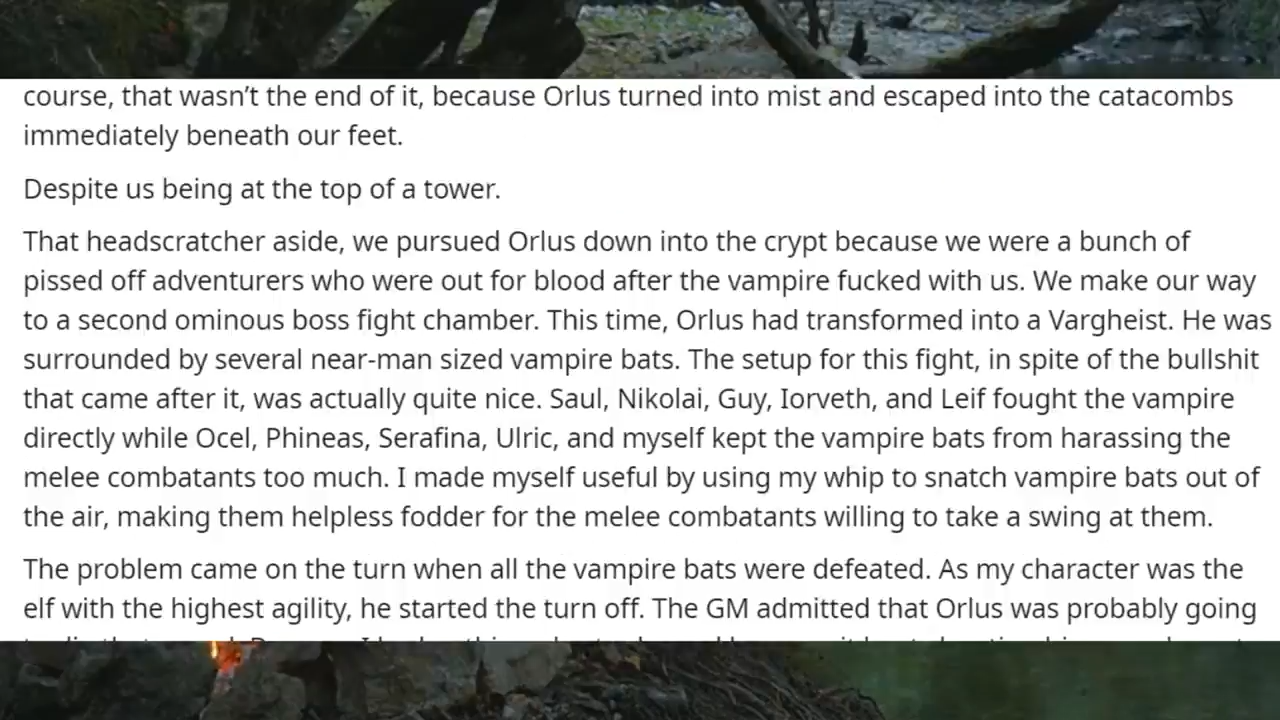 course, that wasn’t the end of it, because Orlus turned into mist and escaped into the catacombs
immediately beneath our feet.
Despite us being at the top of a tower.
That headscratcher aside, we pursued Orlus down into the crypt because we were a bunch of
pissed off adventurers who were out for blood after the vampire fucked with us. We make our way
to a second ominous boss fight chamber. This time, Orlus had transformed into a Vargheist. He was
surrounded by several near-man sized vampire bats. The setup for this fight, in spite of the bullshit
that came after it, was actually quite nice. Saul, Nikolai, Guy, Iorveth, and Leif fought the vampire
directly while Ocel, Phineas, Serafina, Ulric, and myself kept the vampire bats from harassing the
melee combatants too much. I made myself useful by using my whip to snatch vampire bats out of
the air, making them helpless fodder for the melee combatants willing to take a swing at them.
The problem came on the turn when all the vampire bats were defeated. As my character was the
elf with the highest agility, he started the turn off. The GM admitted that Orlus was probably going